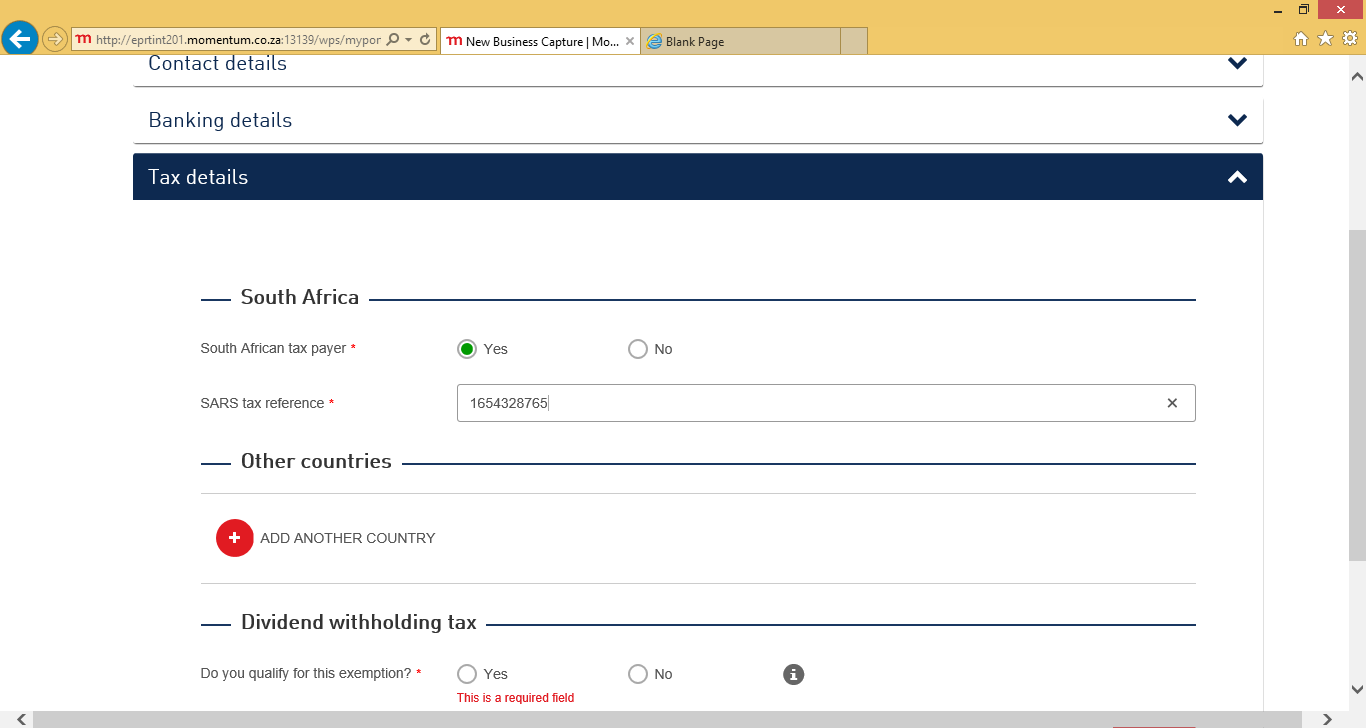 http://eprtint201.momentum.co.za:13139/wps/mypor
New Business Capture | Mo...
Blank Page
Contact details
Banking details
Tax details
South Africa
South African tax payer * Yes No
SARS tax reference * 1654328765
Other countries
ADD ANOTHER COUNTRY
Dividend withholding tax
Do you qualify for this exemption? * Yes No
This is a required field